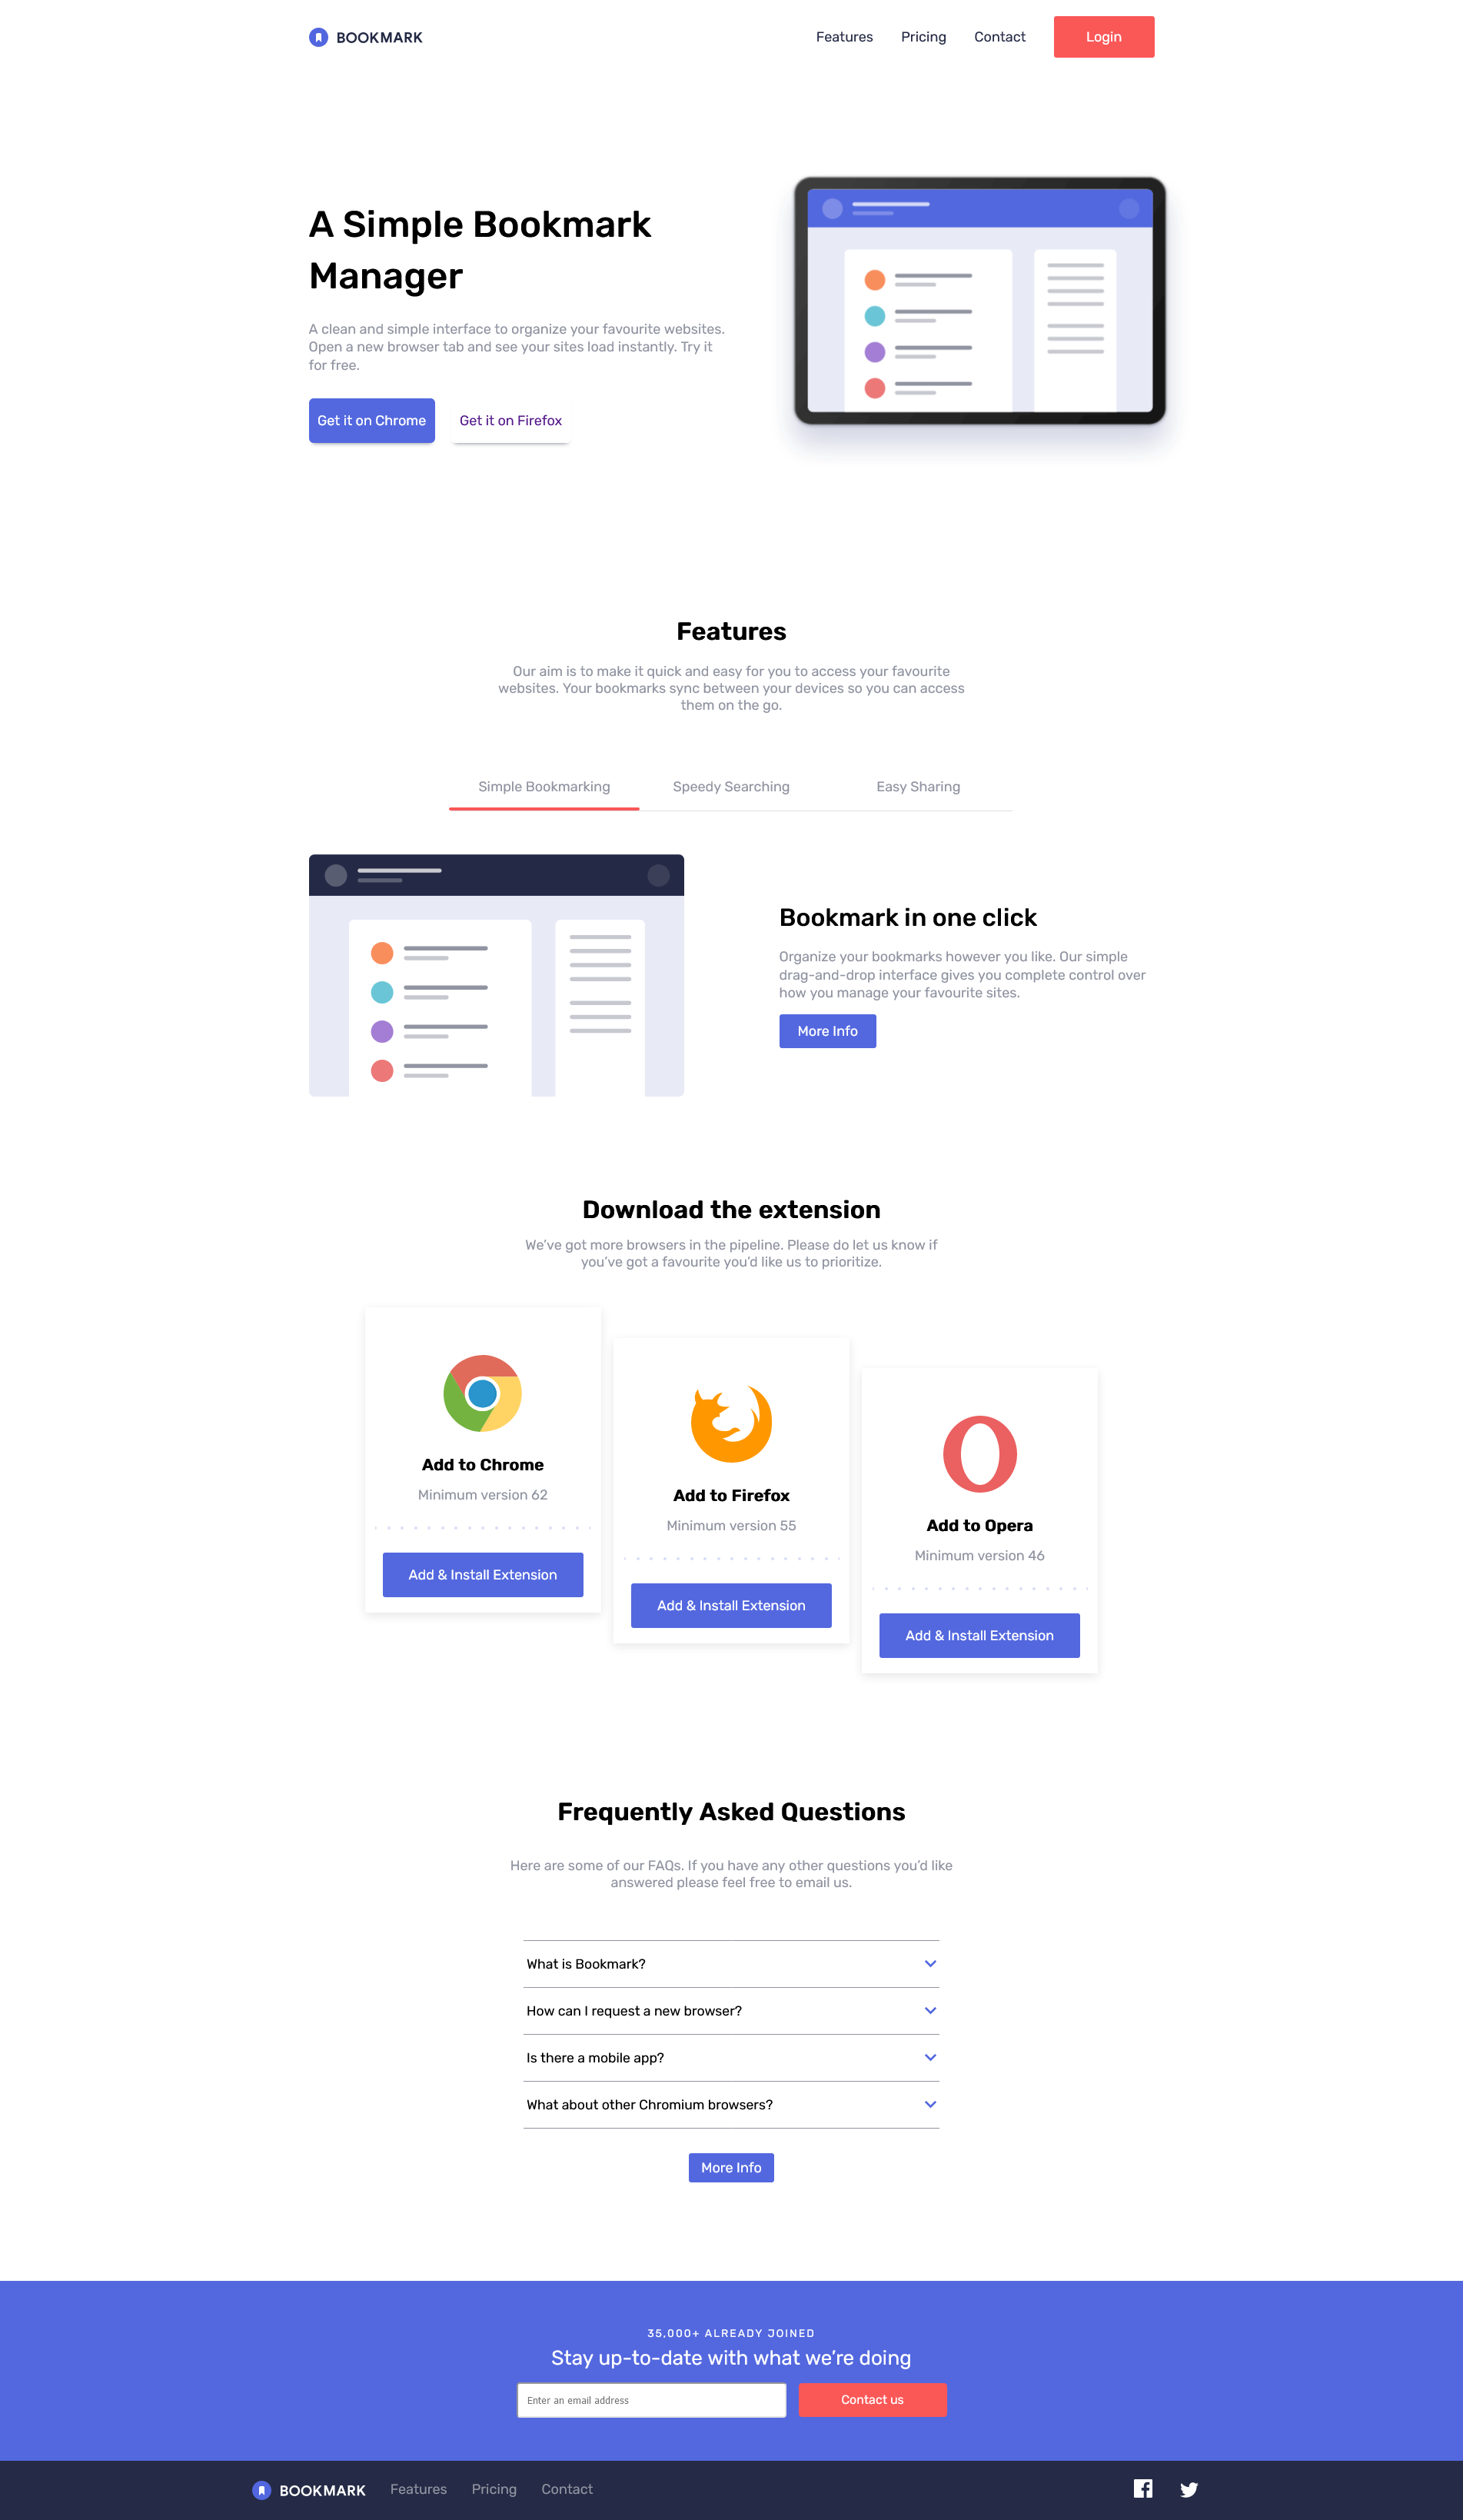 BOOKMARK
Features
Pricing
Contact
Login
A Simple Bookmark
Manager
A clean and simple interface to organize your favourite websites.
Open a new browser tab and see your sites load instantly. Try it
for free.
Get it on Chrome
Get it on Firefox
Features
Our aim is to make it quick and easy for you to access your favourite
websites. Your bookmarks sync between your devices so you can access
them on the go.
Simple Bookmarking
Speedy Searching
Easy Sharing
Bookmark in one click
Organize your bookmarks however you like. Our simple
drag-and-drop interface gives you complete control over
how you manage your favourite sites.
More Info
Download the extension
We’ve got more browsers in the pipeline. Please do let us know if
you’ve got a favourite you’d like us to prioritize.
Add to Chrome
Minimum version 62
Add & Install Extension
Add to Firefox
Minimum version 55
Add & Install Extension
Add to Opera
Minimum version 46
Add & Install Extension
Frequently Asked Questions
Here are some of our FAQs. If you have any other questions you’d like
answered please feel free to email us.
What is Bookmark?
How can I request a new browser?
Is there a mobile app?
What about other Chromium browsers?
More Info
35,000+ ALREADY JOINED
Stay up-to-date with what we’re doing
Enter an email address
Contact us
BOOKMARK
Features
Pricing
Contact